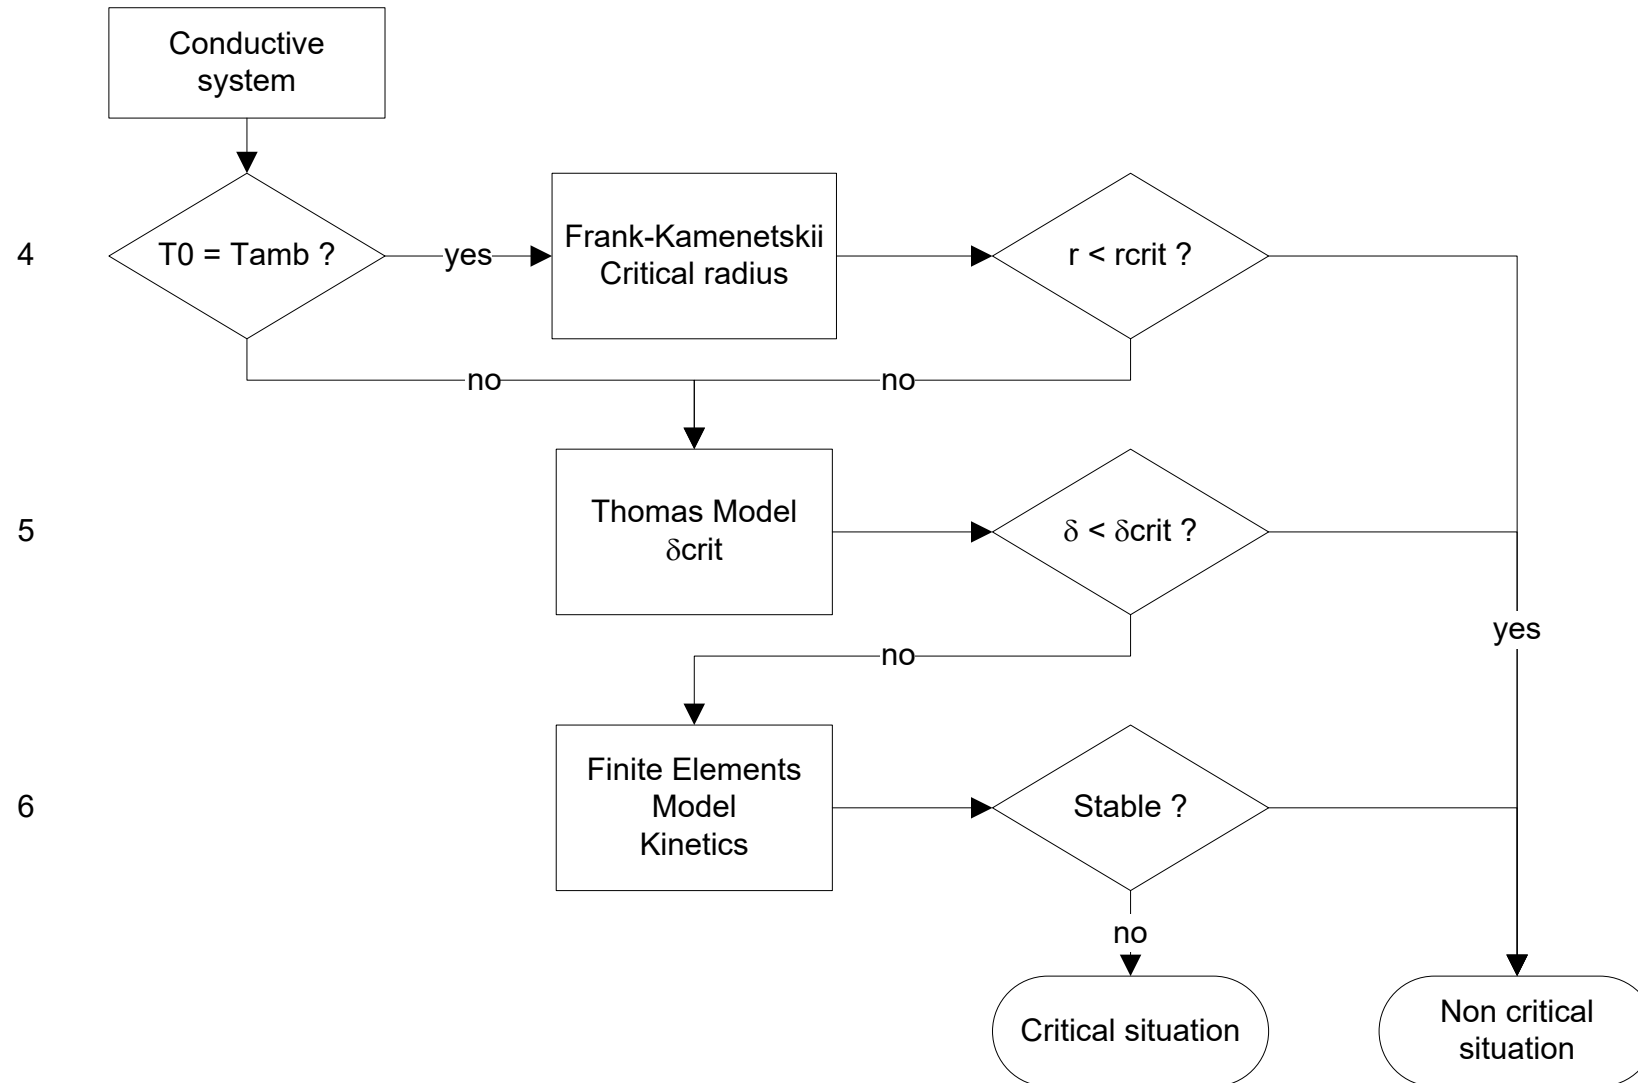 Conductive
system
4
T0 = Tamb ?
yes
Frank-Kamenetskii
Critical radius
r < rcrit ?
no
no
5
Thomas Model
δcrit
δ < δcrit ?
yes
no
6
Finite Elements
Model
Kinetics
Stable ?
no
Critical situation
Non critical
situation